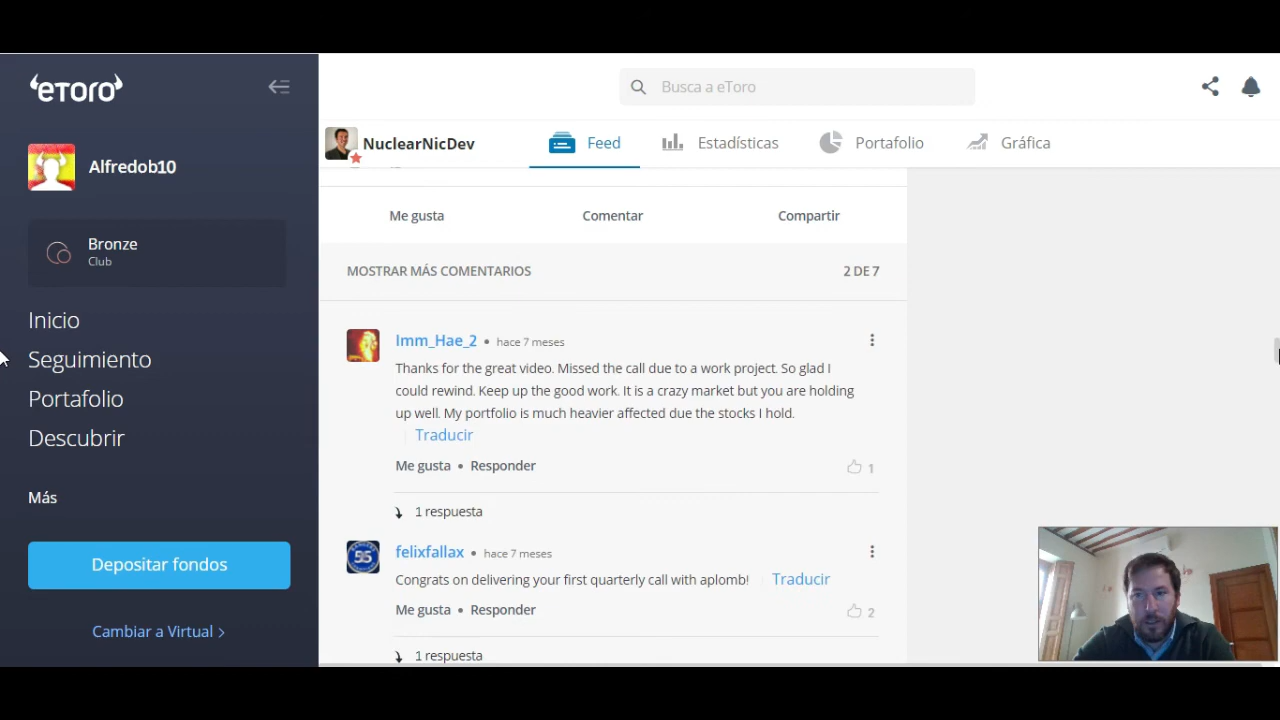 eToro
Busca a eToro
Alfredob10
NuclearNicDev
Feed
Estadísticas
Portafolio
Gráfica
Bronze
Club
Inicio
Seguimiento
Portafolio
Descubrir
Más
Depositar fondos
Cambiar a Virtual >
Me gusta
Comentar
Compartir
MOSTRAR MÁS COMENTARIOS
2 DE 7
Imm_Hae_2 • hace 7 meses
Thanks for the great video. Missed the call due to a work project. So glad I
could rewind. Keep up the good work. It is a crazy market but you are holding
up well. My portfolio is much heavier affected due the stocks I hold.
Traducir
Me gusta • Responder
1
1 respuesta
felixfallax • hace 7 meses
Congrats on delivering your first quarterly call with aplomb! Traducir
Me gusta • Responder
2
1 respuesta